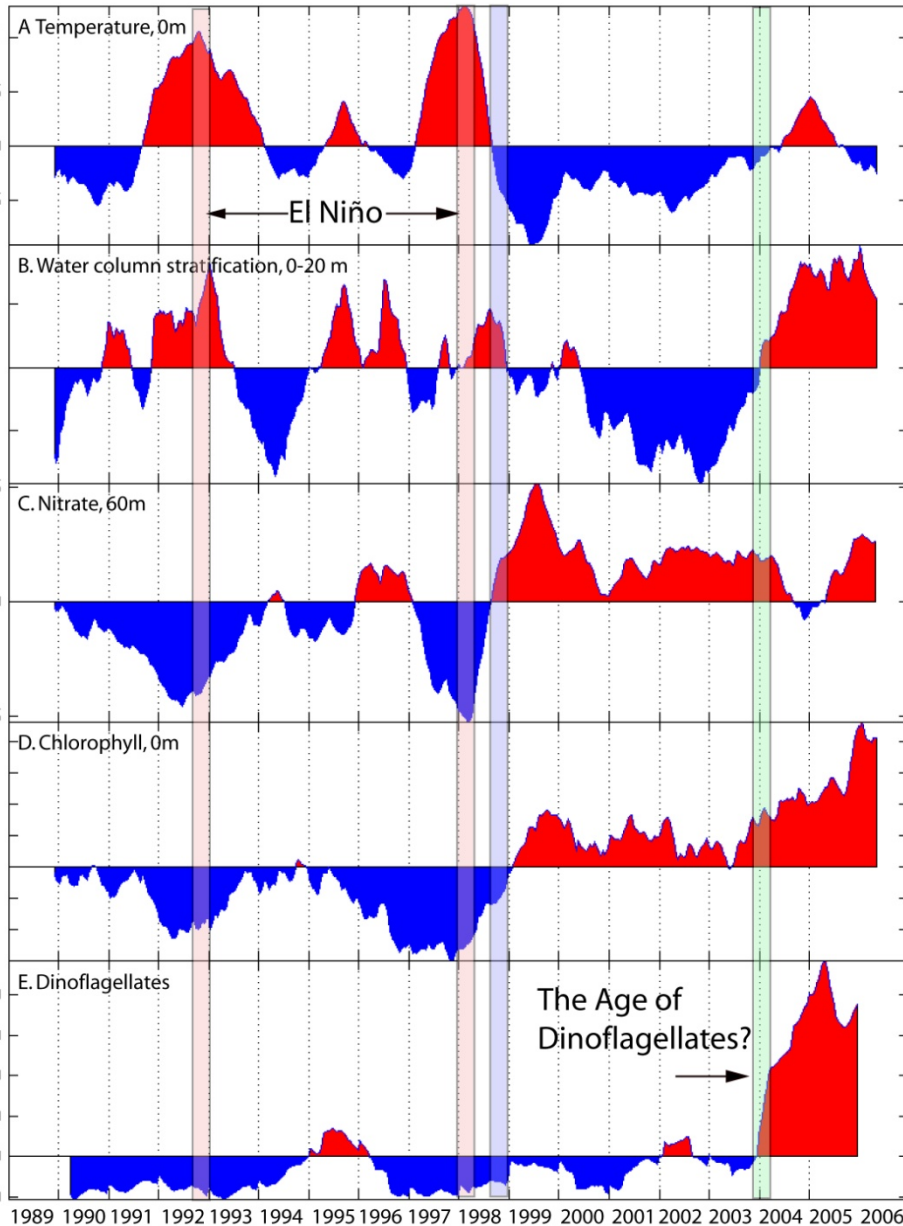 A Temperature, 0m
El Niño
B. Water column stratification, 0-20 m
C. Nitrate, 60m
D. Chlorophyll, 0m
E. Dinoflagellates
The Age of
Dinoflagellates?
1989 1990 1991 1992 1993 1994 1995 1996 1997 1998 1999 2000 2001 2002 2003 2004 2005 2006